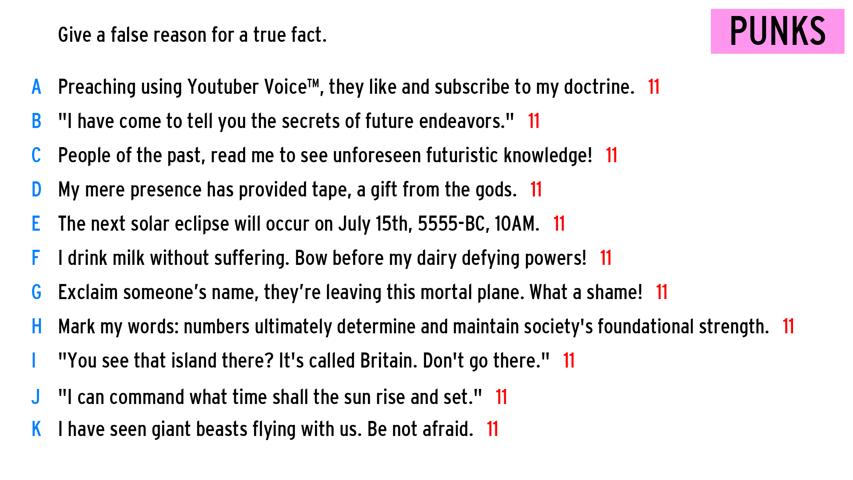 Give a false reason for a true fact.
PUNKS
A Preaching using Youtuber Voice™, they like and subscribe to my doctrine. 11
B "I have come to tell you the secrets of future endeavors." 11
C People of the past, read me to see unforeseen futuristic knowledge! 11
D My mere presence has provided tape, a gift from the gods. 11
E The next solar eclipse will occur on July 15th, 5555-BC, 10AM. 11
F I drink milk without suffering. Bow before my dairy defying powers! 11
G Exclaim someone's name, they're leaving this mortal plane. What a shame! 11
H Mark my words: numbers ultimately determine and maintain society's foundational strength. 11
I "You see that island there? It's called Britain. Don't go there." 11
J "I can command what time shall the sun rise and set." 11
K I have seen giant beasts flying with us. Be not afraid. 11